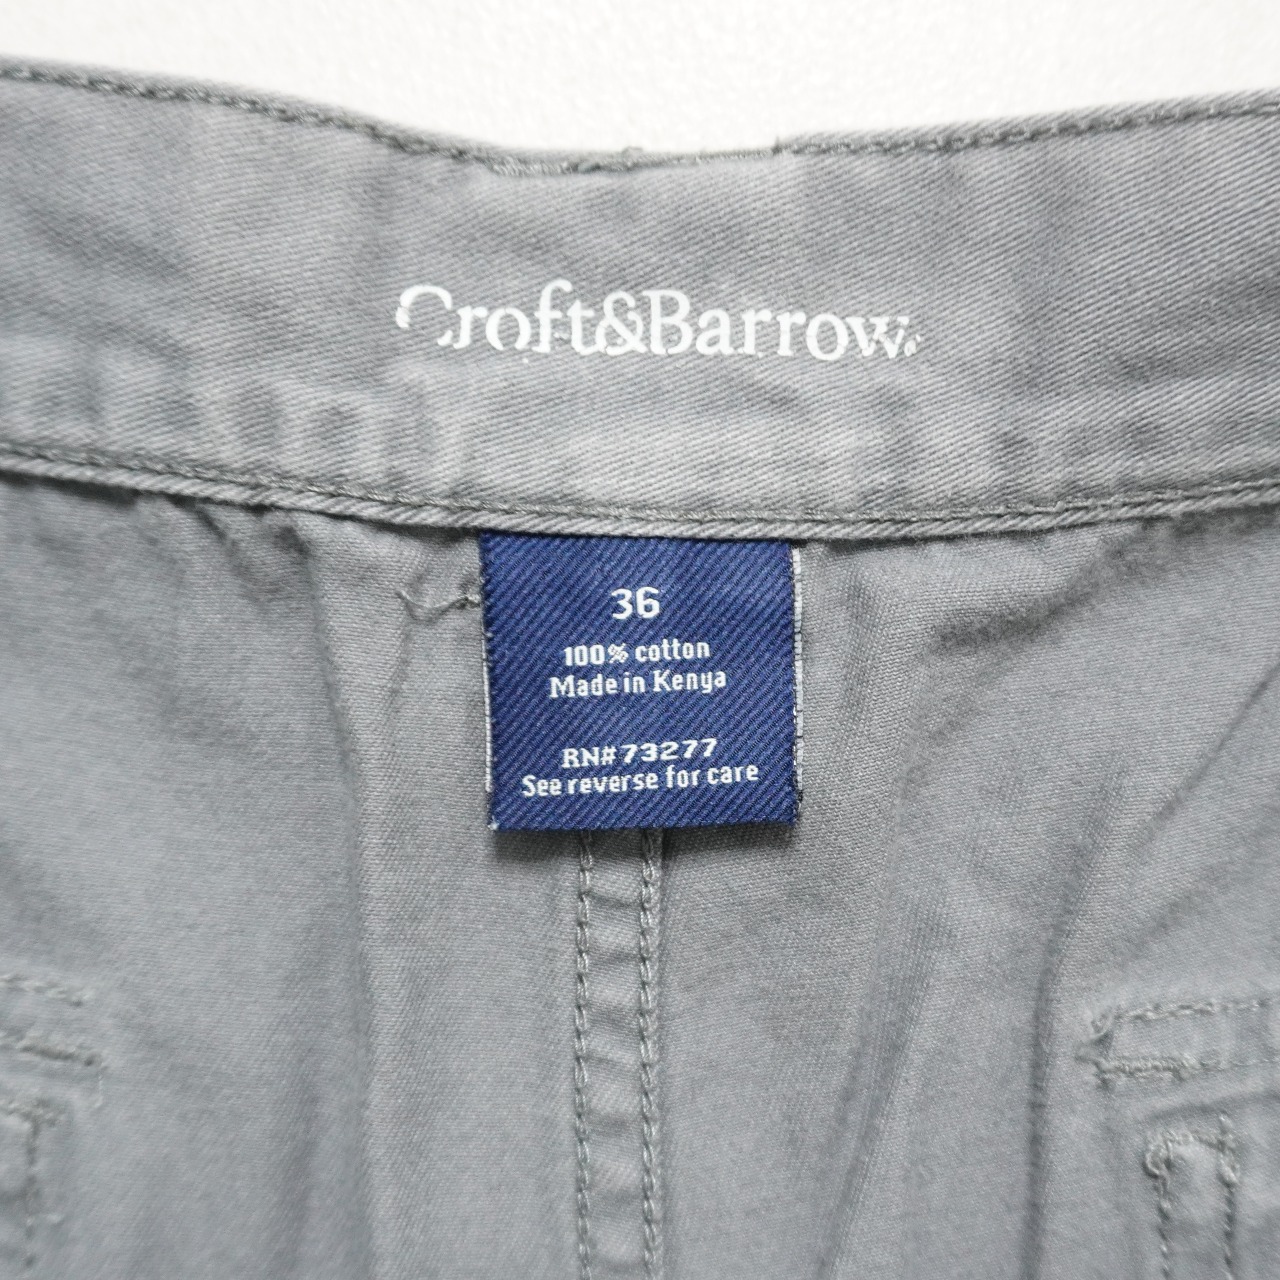 Croft&Barrow
36
100% cotton
Made in Kenya
RN#73277
See reverse for care